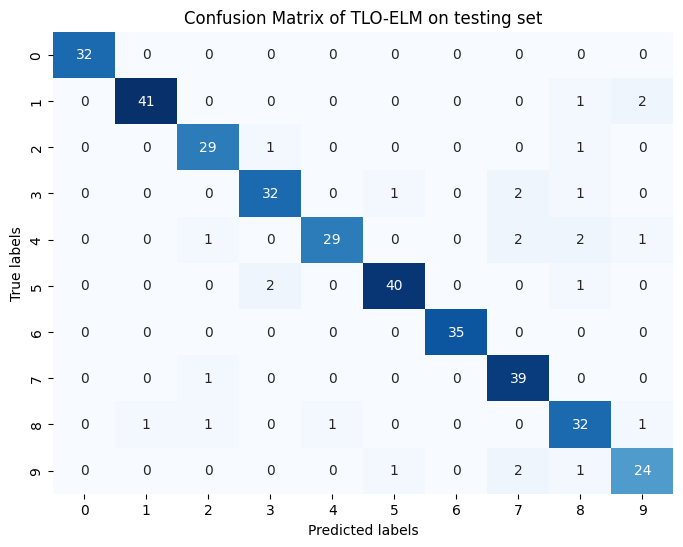 Confusion Matrix of TLO-ELM on testing set
0 32 0 0 0 0 0 0 0 0 0
1 0 41 0 0 0 0 0 0 1 2
2 0 0 29 1 0 0 0 0 1 0
3 0 0 0 32 0 1 0 2 1 0
4 0 0 1 0 29 0 0 2 2 1
5 0 0 0 2 0 40 0 0 1 0
6 0 0 0 0 0 0 35 0 0 0
7 0 0 1 0 0 0 0 39 0 0
8 0 1 1 0 1 0 0 0 32 1
9 0 0 0 0 0 1 0 2 1 24
0 1 2 3 4 5 6 7 8 9
True labels
Predicted labels